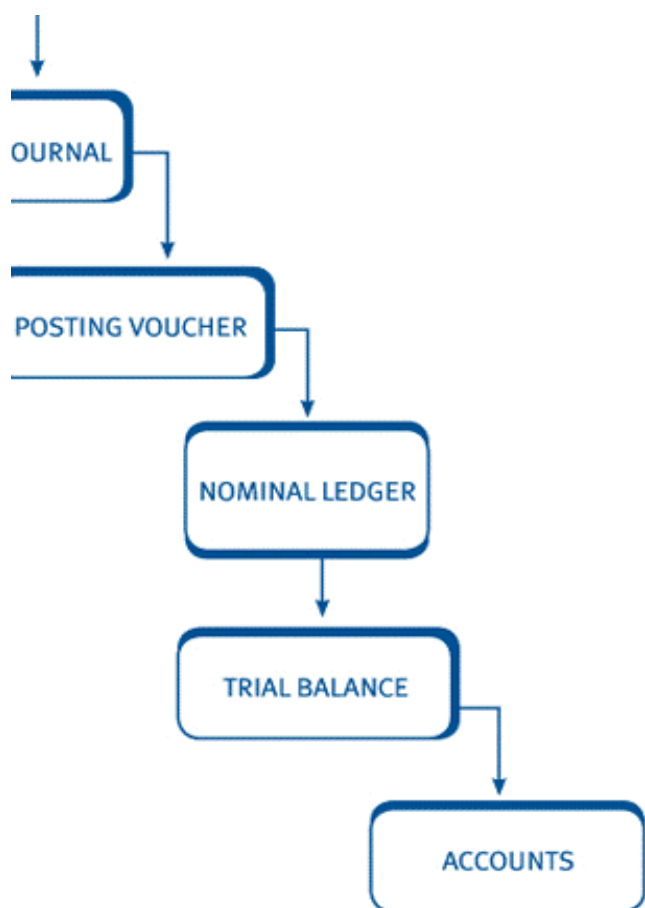 OURNAL
POSTING VOUCHER
NOMINAL LEDGER
TRIAL BALANCE
ACCOUNTS